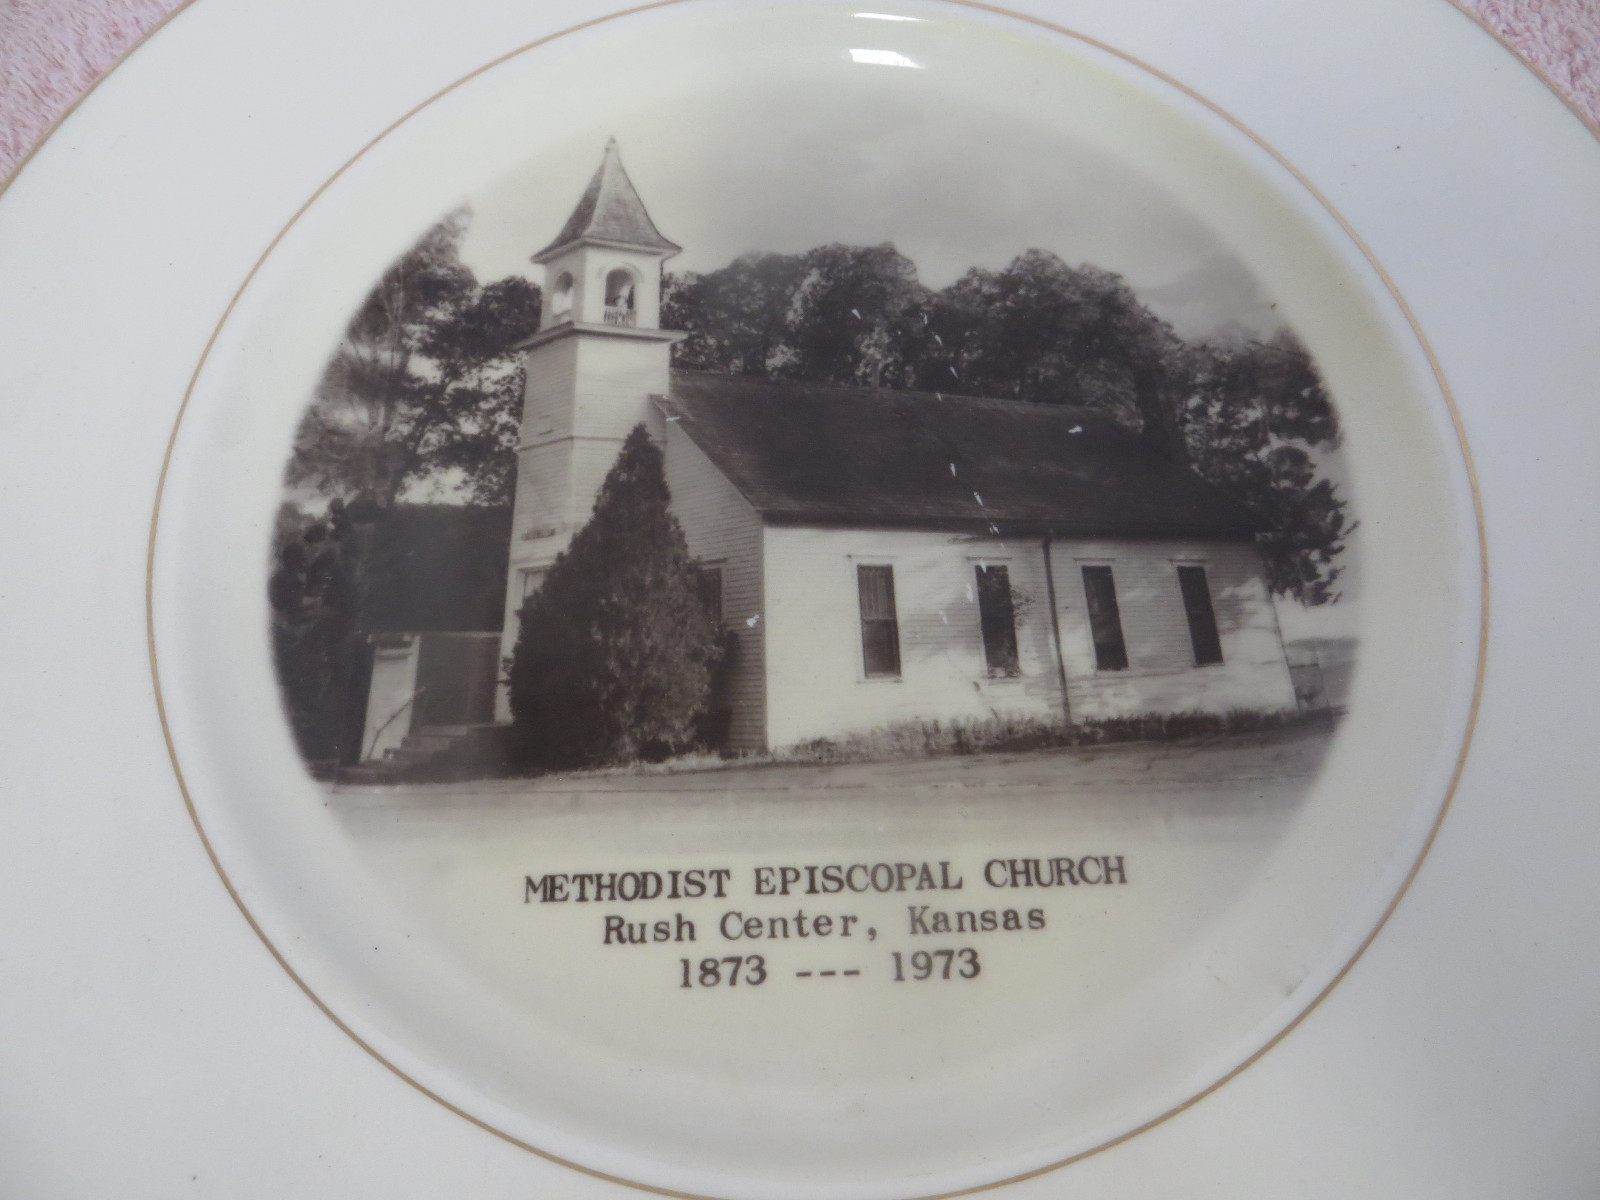 METHODIST EPISCOPAL CHURCH
Rush Center, Kansas
1873 --- 1973